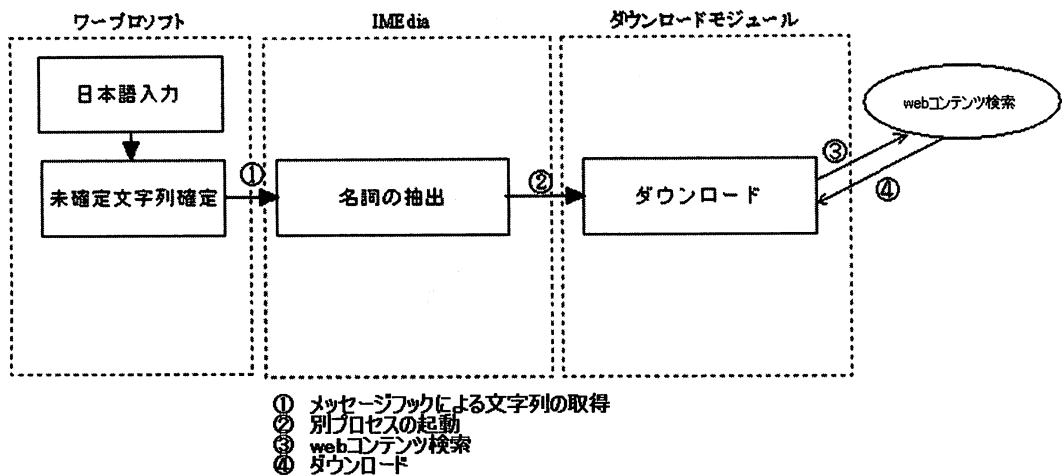 ワープロソフト
IMEdia
ダウンロードモジュール
日本語入力
webコンテンツ検索
未確定文字列確定
①
名詞の抽出
②
ダウンロード
③
④
① メッセージフックによる文字列の取得
② 別プロセスの起動
③ webコンテンツ検索
④ ダウンロード